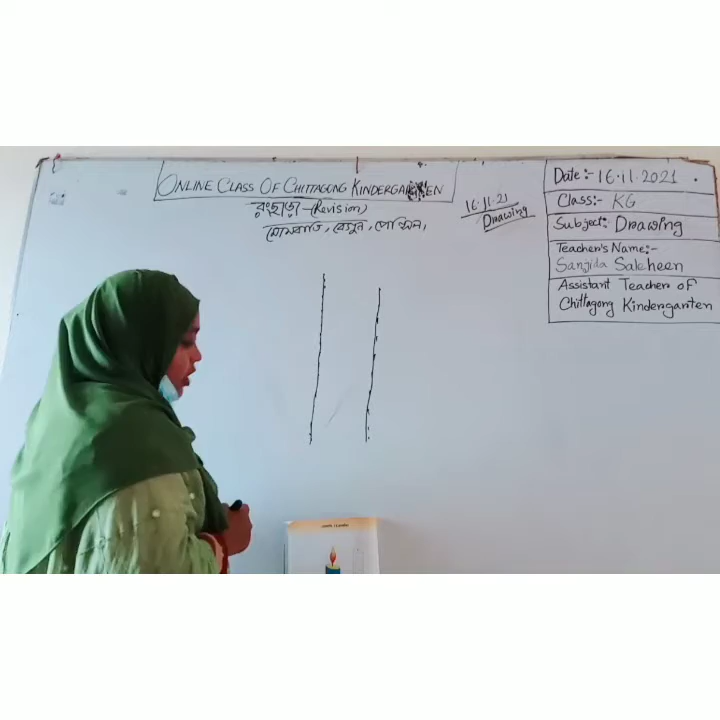 ONLINE CLASS OF CHITTAGONG KINDERGARTEN
রংছাড়া - (Revision)
মোমবাতি, বেগুন, পেন্সিল,
16.11.21
Drawing
Date:- 16.11.2021
Class:- KG
Subject: Drawing
Teacher's Name:-
Sanjida Saleheen
Assistant Teacher of
Chittagong Kindergarten